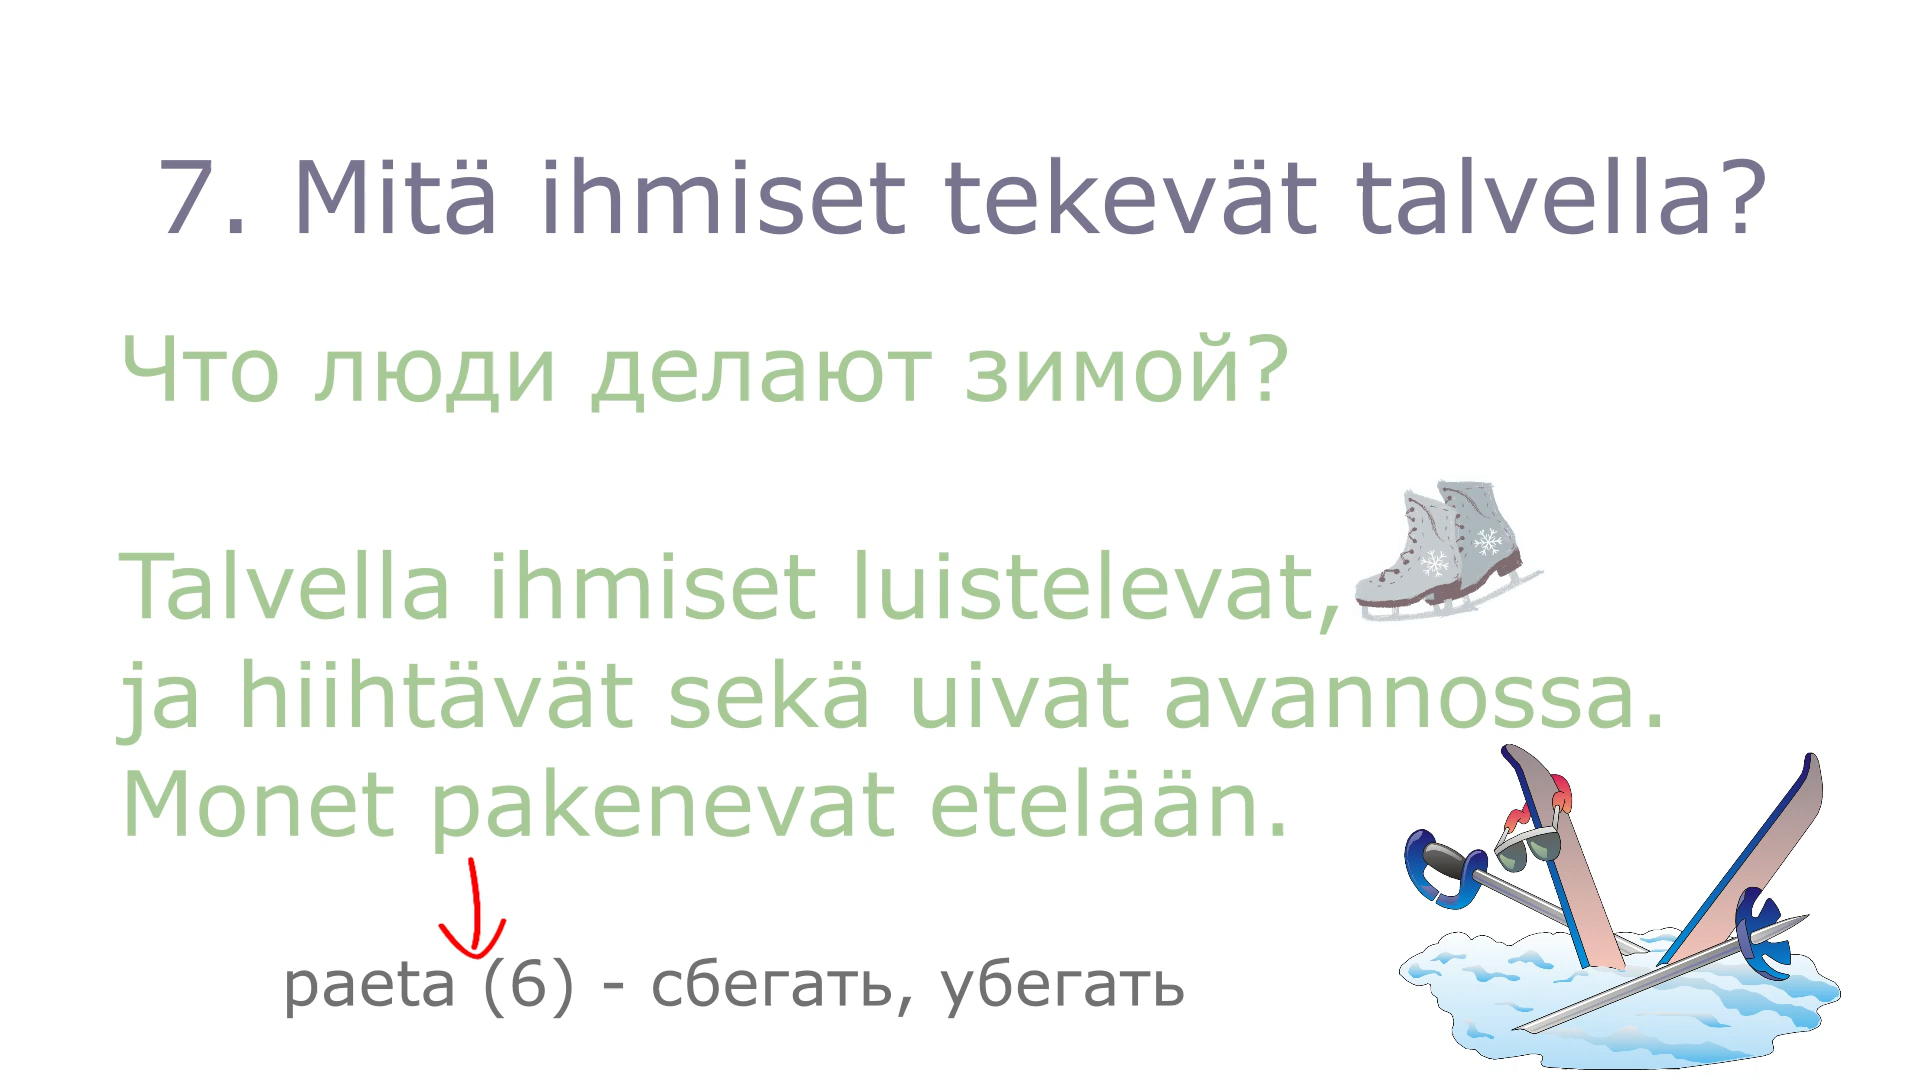 7. Mitä ihmiset tekevät talvella?
Что люди делают зимой?
Talvella ihmiset luistelevat,
ja hiihtävät sekä uivat avannossa.
Monet pakenevat etelään.
paeta (6) - сбегать, убегать